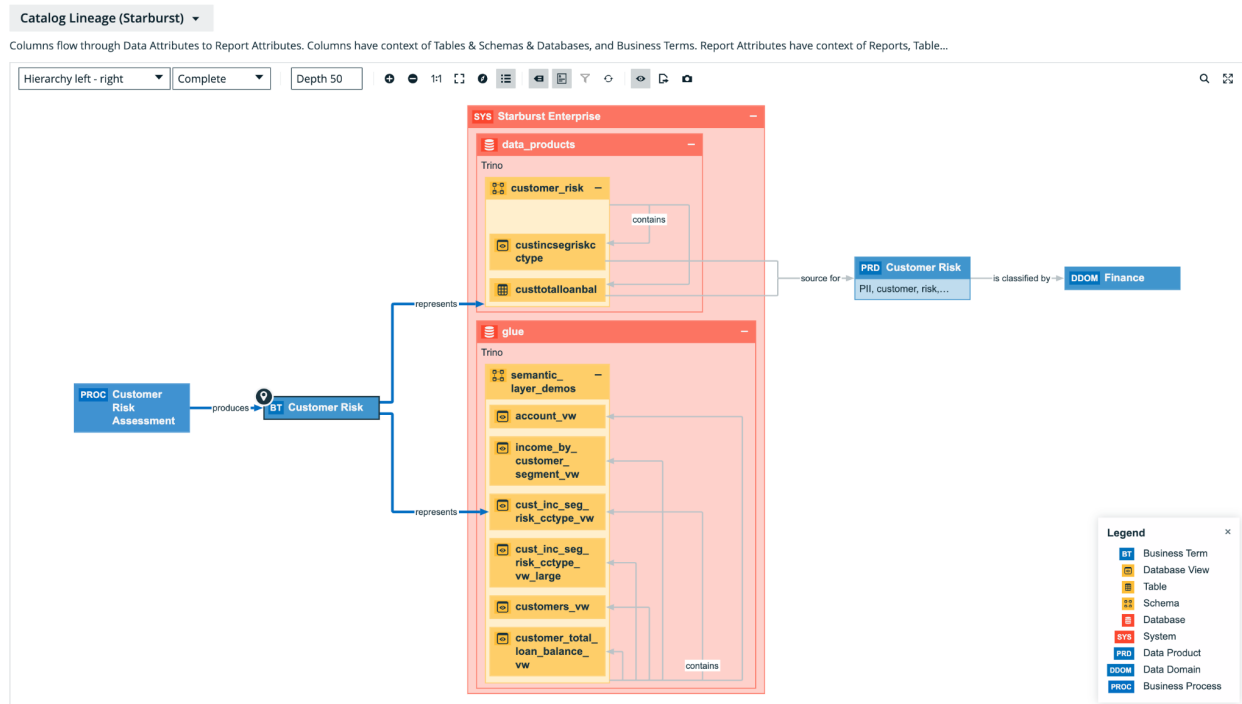 Catalog Lineage (Starburst)
Columns flow through Data Attributes to Report Attributes. Columns have context of Tables & Schemas & Databases, and Business Terms. Report Attributes have context of Reports, Table...
Hierarchy left - right
Complete
Depth 50
1:1
SYS Starburst Enterprise
data_products
Trino
customer_risk
contains
custincsegriskc
ctype
custtotalloanbal
source for
PRD Customer Risk
PII, customer, risk,...
is classified by
DDOM Finance
represents
glue
Trino
semantic_
layer_demos
PROC Customer
Risk
Assessment
produces
BT Customer Risk
account_vw
income_by_
customer_
segment_vw
represents
cust_inc_seg_
risk_cctype_vw
cust_inc_seg_
risk_cctype_
vw_large
customers_vw
customer_total_
loan_balance_
vw
contains
Legend
×
BT Business Term
Database View
Table
Schema
Database
SYS System
PRD Data Product
DDOM Data Domain
PROC Business Process